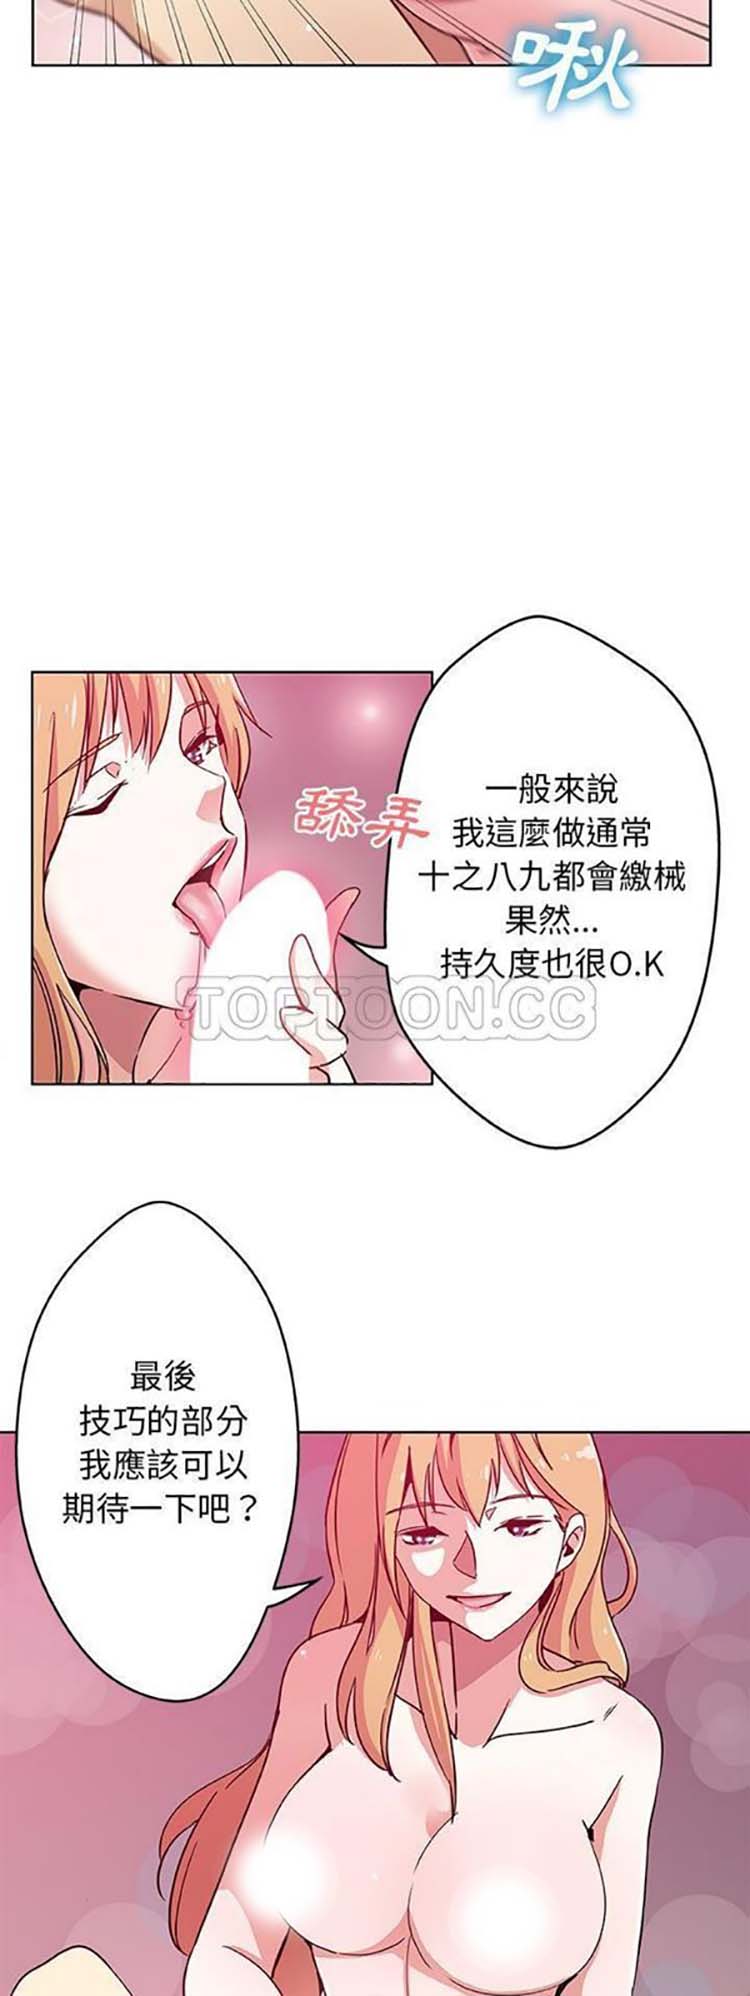 啾
舔弄
一般來說
我這麼做通常
十之八九都會繳械
果然...
持久度也很O.K
TOPTOON.CC
最後
技巧的部分
我應該可以
期待一下吧？